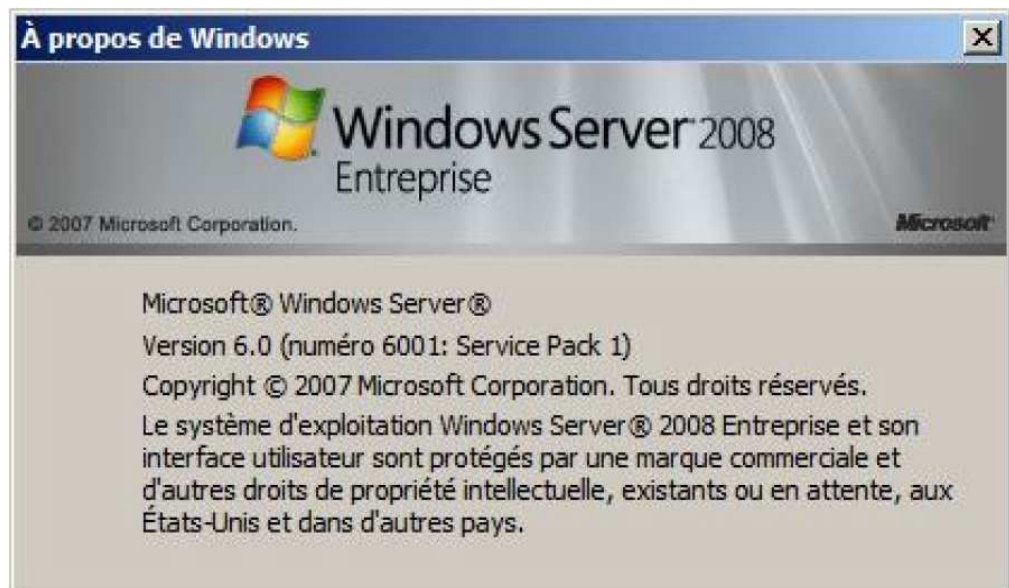 À propos de Windows
Windows Server 2008
Entreprise
© 2007 Microsoft Corporation.
Microsoft
Microsoft® Windows Server®
Version 6.0 (numéro 6001: Service Pack 1)
Copyright © 2007 Microsoft Corporation. Tous droits réservés.
Le système d'exploitation Windows Server® 2008 Entreprise et son
interface utilisateur sont protégés par une marque commerciale et
d'autres droits de propriété intellectuelle, existants ou en attente, aux
États-Unis et dans d'autres pays.